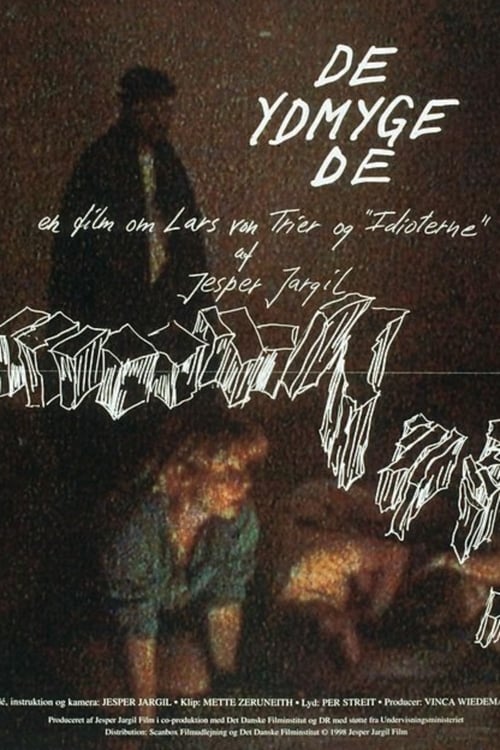 DE
YDMYGE
DE
en film om Lars von Trier og "Idioterne"
af
Jesper Jargil
instruktion og kamera: JESPER JARGIL • Klip: METTE ZERUNEITH • Lyd: PER STREIT • Producer: VINCA
Produceret af Jesper Jargil Film i co-produktion med Det Danske Filminstitut og DR med støtte fra Undervisningsministeriet
Distribution: Scanbox Filmudlejning og Det Danske Filminstitut © 1998 Jesper Jargil Film